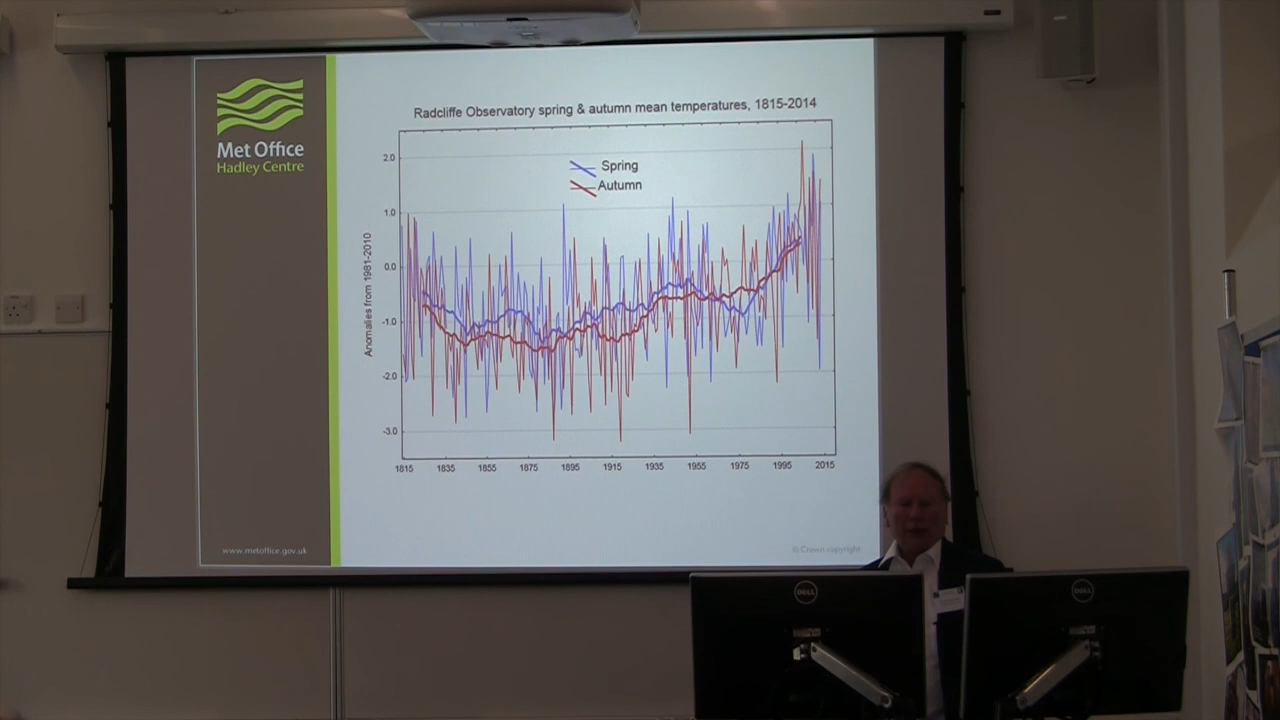 Met Office
Hadley Centre
www.metoffice.gov.uk
Radcliffe Observatory spring & autumn mean temperatures, 1815-2014
Spring
Autumn
Anomalies from 1981-2010
2.0
1.0
0.0
-1.0
-2.0
-3.0
1815 1835 1855 1875 1895 1915 1935 1955 1975 1995 2015
© Crown copyright
DELL
DELL